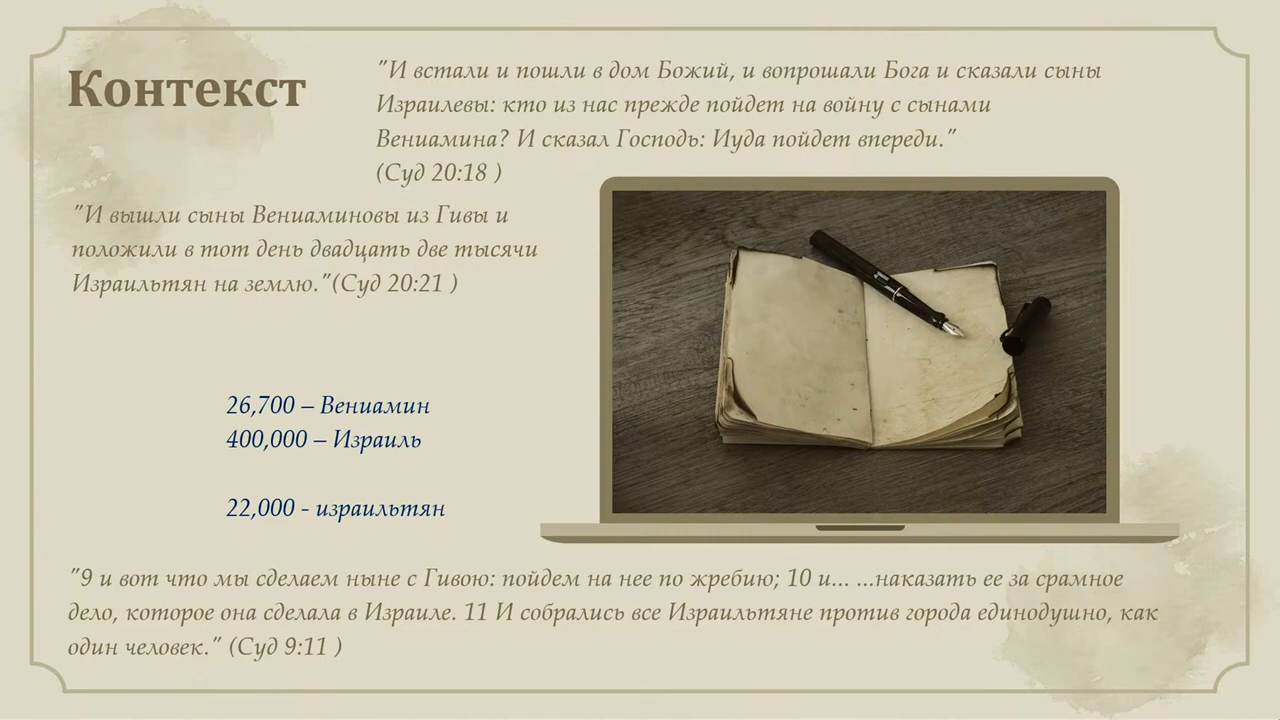 Контекст
"И встали и пошли в дом Божий, и вопрошали Бога и сказали сыны
Израилевы: кто из нас прежде пойдет на войну с сынами
Вениамина? И сказал Господь: Иуда пойдет впереди."
(Суд 20:18 )
"И вышли сыны Вениаминовы из Гивы и
положили в тот день двадцать две тысячи
Израильтян на землю."(Суд 20:21 )
26,700 – Вениамин
400,000 – Израиль
22,000 - израильтян
"9 и вот что мы сделаем ныне с Гивою: пойдем на нее по жребию; 10 и... ...наказать ее за срамное
дело, которое она сделала в Израиле. 11 И собрались все Израильтяне против города единодушно, как
один человек." (Суд 9:11 )